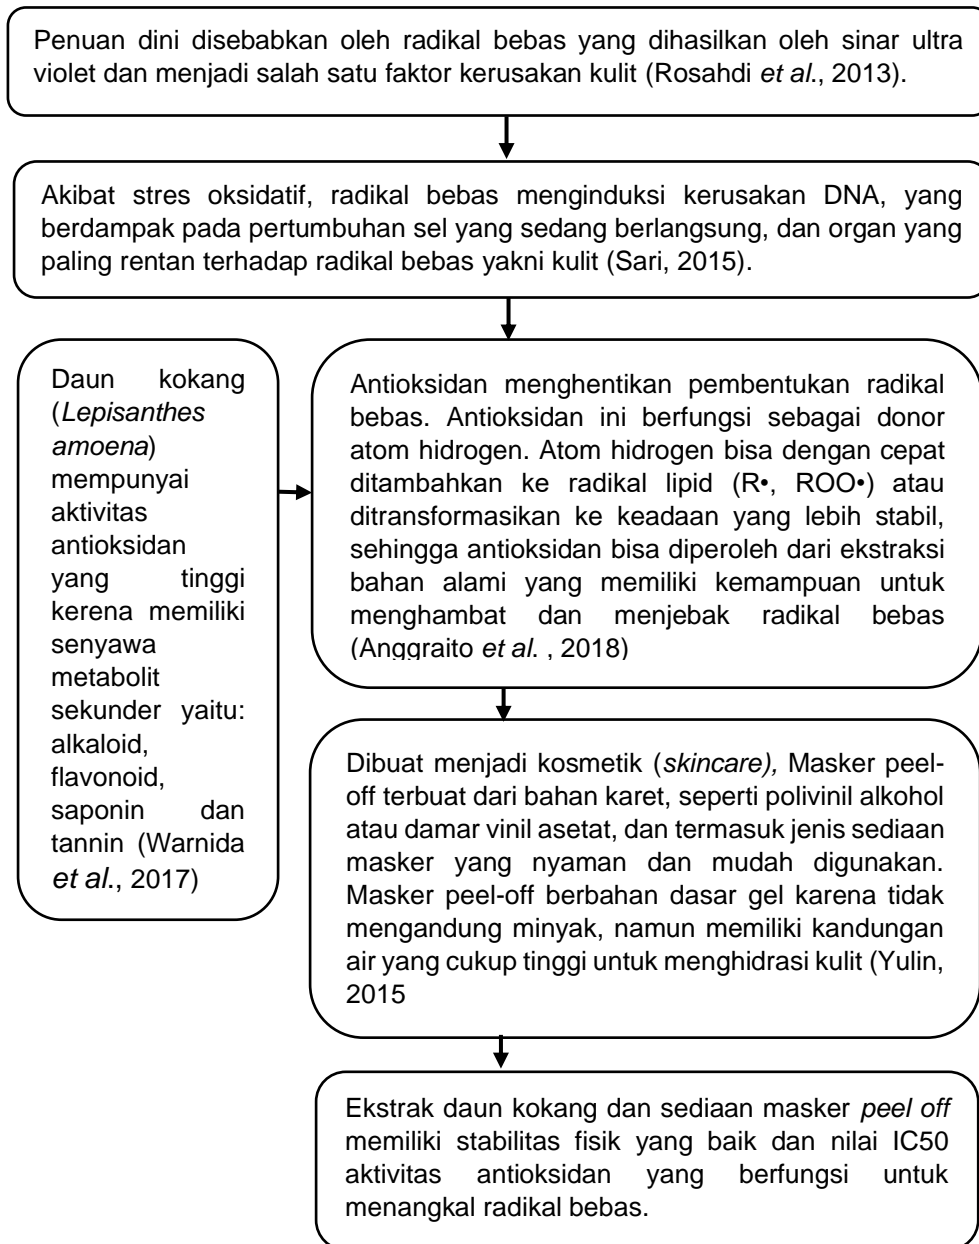 Penuan dini disebabkan oleh radikal bebas yang dihasilkan oleh sinar ultra
violet dan menjadi salah satu faktor kerusakan kulit (Rosahdi et al., 2013).
Akibat stres oksidatif, radikal bebas menginduksi kerusakan DNA, yang
berdampak pada pertumbuhan sel yang sedang berlangsung, dan organ yang
paling rentan terhadap radikal bebas yakni kulit (Sari, 2015).
Daun kokang
(Lepisanthes
amoena)
mempunyai
aktivitas
antioksidan
yang tinggi
kerena memiliki
senyawa
metabolit
sekunder yaitu:
alkaloid,
flavonoid,
saponin dan
tannin (Warnida
et al., 2017)
Antioksidan menghentikan pembentukan radikal
bebas. Antioksidan ini berfungsi sebagai donor
atom hidrogen. Atom hidrogen bisa dengan cepat
ditambahkan ke radikal lipid (R•, ROO•) atau
ditransformasikan ke keadaan yang lebih stabil,
sehingga antioksidan bisa diperoleh dari ekstraksi
bahan alami yang memiliki kemampuan untuk
menghambat dan menjebak radikal bebas
(Anggraito et al. , 2018)
Dibuat menjadi kosmetik (skincare), Masker peel-
off terbuat dari bahan karet, seperti polivinil alkohol
atau damar vinil asetat, dan termasuk jenis sediaan
masker yang nyaman dan mudah digunakan.
Masker peel-off berbahan dasar gel karena tidak
mengandung minyak, namun memiliki kandungan
air yang cukup tinggi untuk menghidrasi kulit (Yulin,
2015
Ekstrak daun kokang dan sediaan masker peel off
memiliki stabilitas fisik yang baik dan nilai IC50
aktivitas antioksidan yang berfungsi untuk
menangkal radikal bebas.